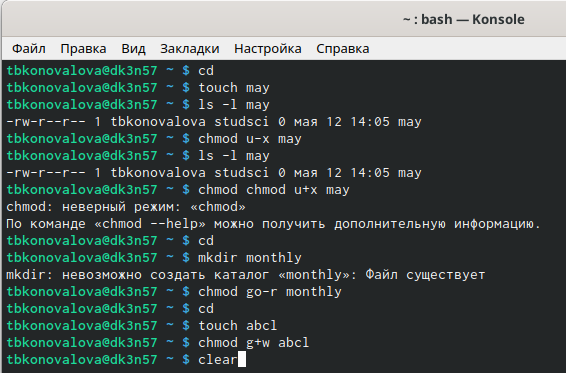 ~ : bash — Konsole
Файл Правка Вид Закладки Настройка Справка
tbkonovalova@dk3n57 ~ $ cd
tbkonovalova@dk3n57 ~ $ touch may
tbkonovalova@dk3n57 ~ $ ls -l may
-rw-r--r-- 1 tbkonovalova studsci 0 мая 12 14:05 may
tbkonovalova@dk3n57 ~ $ chmod u-x may
tbkonovalova@dk3n57 ~ $ ls -l may
-rw-r--r-- 1 tbkonovalova studsci 0 мая 12 14:05 may
tbkonovalova@dk3n57 ~ $ chmod chmod u+x may
chmod: неверный режим: «chmod»
По команде «chmod --help» можно получить дополнительную информацию.
tbkonovalova@dk3n57 ~ $ cd
tbkonovalova@dk3n57 ~ $ mkdir monthly
mkdir: невозможно создать каталог «monthly»: Файл существует
tbkonovalova@dk3n57 ~ $ chmod go-r monthly
tbkonovalova@dk3n57 ~ $ cd
tbkonovalova@dk3n57 ~ $ touch abcl
tbkonovalova@dk3n57 ~ $ chmod g+w abcl
tbkonovalova@dk3n57 ~ $ clear